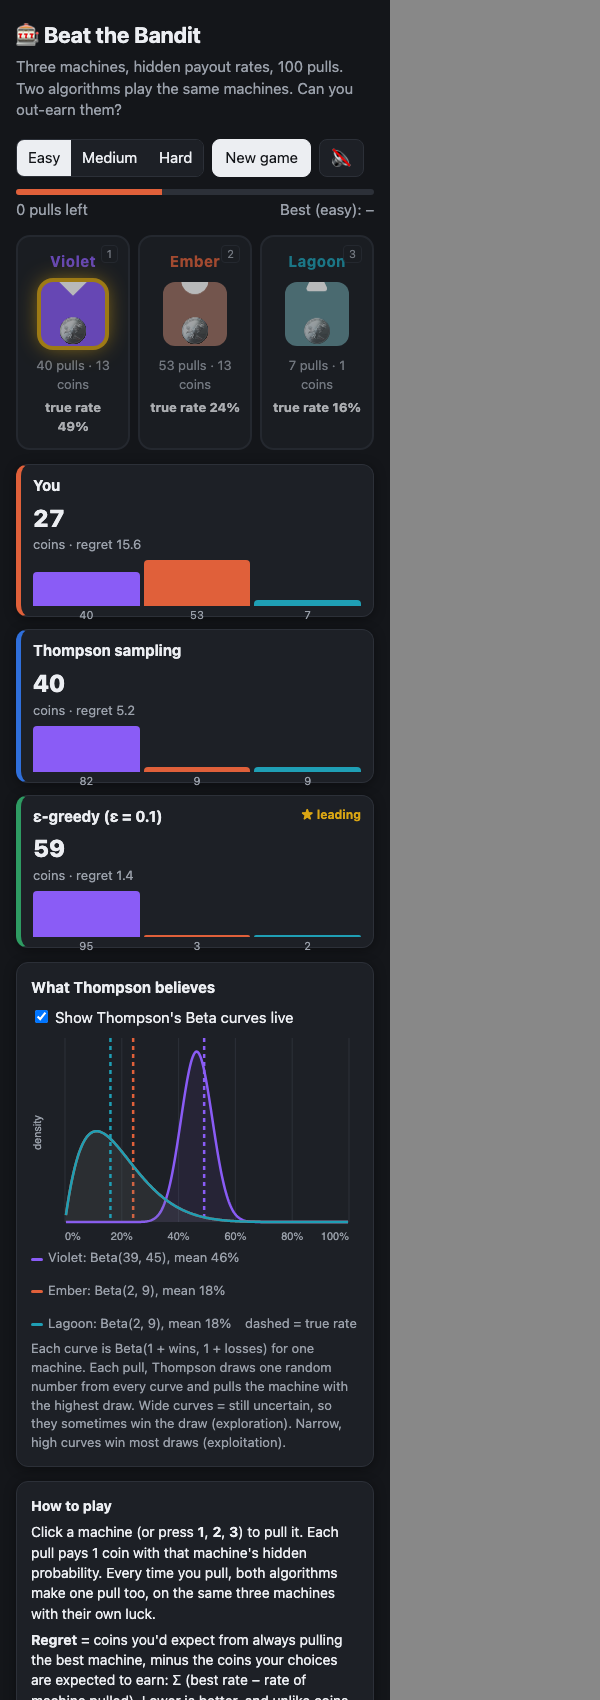 🎰 Beat the Bandit
Three machines, hidden payout rates, 100 pulls.
Two algorithms play the same machines. Can you
out-earn them?
Easy Medium Hard New game
0 pulls left Best (easy): –
Violet 1 Ember 2 Lagoon 3
40 pulls · 13 53 pulls · 13 7 pulls · 1
coins coins coins
true rate true rate 24% true rate 16%
49%
You
27
coins · regret 15.6
40 53 7
Thompson sampling
40
coins · regret 5.2
82 9 9
ε-greedy (ε = 0.1) ★ leading
59
coins · regret 1.4
95 3 2
What Thompson believes
Show Thompson's Beta curves live
density
0% 20% 40% 60% 80% 100%
Violet: Beta(39, 45), mean 46%
Ember: Beta(2, 9), mean 18%
Lagoon: Beta(2, 9), mean 18% dashed = true rate
Each curve is Beta(1 + wins, 1 + losses) for one
machine. Each pull, Thompson draws one random
number from every curve and pulls the machine with
the highest draw. Wide curves = still uncertain, so
they sometimes win the draw (exploration). Narrow,
high curves win most draws (exploitation).
How to play
Click a machine (or press 1, 2, 3) to pull it. Each
pull pays 1 coin with that machine's hidden
probability. Every time you pull, both algorithms
make one pull too, on the same three machines
with their own luck.
Regret = coins you'd expect from always pulling
the best machine, minus the coins your choices
are expected to earn: Σ (best rate – rate of
machine pulled). Lower is better, and unlike coins